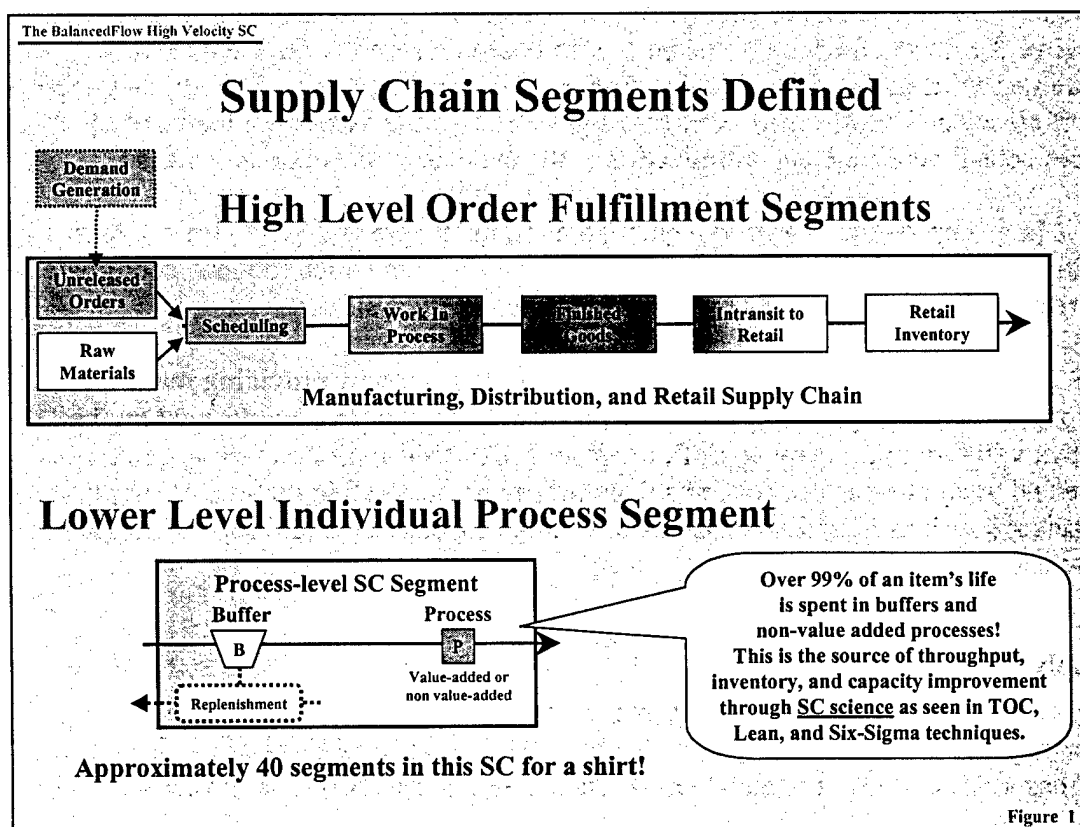 The BalancedFlow High Velocity SC
Supply Chain Segments Defined
Demand
Generation
High Level Order Fulfillment Segments
Unreleased
Orders
Raw
Materials
Scheduling
Work In
Process
Finished
Goods
Intransit to
Retail
Retail
Inventory
Manufacturing, Distribution, and Retail Supply Chain
Lower Level Individual Process Segment
Process-level SC Segment
Buffer
Process
B
P
Value-added or
non value-added
Replenishment
Over 99% of an item's life
is spent in buffers and
non-value added processes!
This is the source of throughput,
inventory, and capacity improvement
through SC science as seen in TOC,
Lean, and Six-Sigma techniques.
Approximately 40 segments in this SC for a shirt!
Figure 1